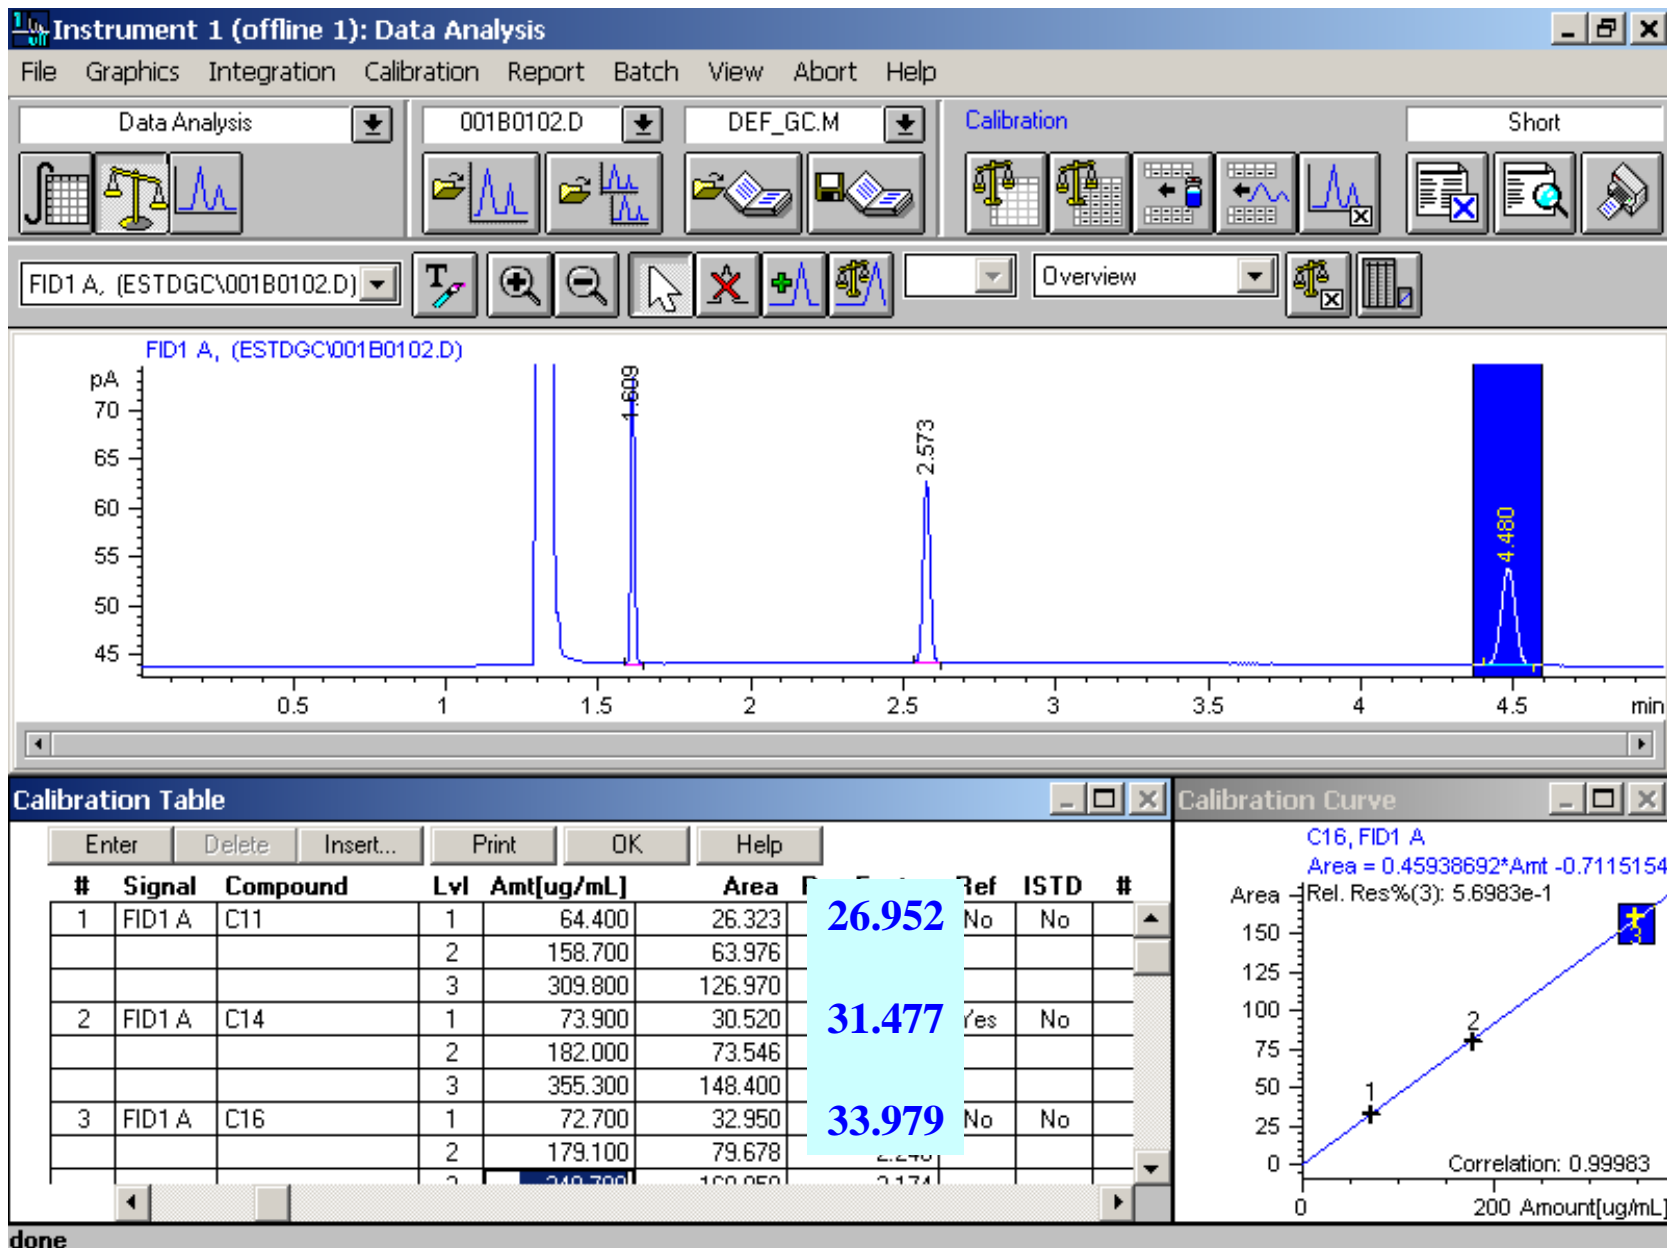 Instrument 1 (offline 1): Data Analysis
File Graphics Integration Calibration Report Batch View Abort Help
Data Analysis 001B0102.D DEF_GC.M Calibration Short
FID1 A, (ESTDGC\001B0102.D) Overview
FID1 A, (ESTDGC\001B0102.D)
pA
70
65
60
55
50
45
1.609
2.573
4.480
0.5 1 1.5 2 2.5 3 3.5 4 4.5 min
Calibration Table
Enter Delete Insert... Print OK Help
# Signal Compound Lvl Amt[ug/mL] Area Ref ISTD #
1 FID1 A C11 1 64.400 26.323 26.952 No No
2 158.700 63.976
3 309.800 126.970
2 FID1 A C14 1 73.900 30.520 31.477 Yes No
2 182.000 73.546
3 355.300 148.400
3 FID1 A C16 1 72.700 32.950 33.979 No No
2 179.100 79.678
Calibration Curve
C16, FID1 A
Area = 0.45938692*Amt -0.7115154
Rel. Res%(3): 5.6983e-1
Area
150
125
100
75
50
25
0
1
2
3
Correlation: 0.99983
0 200 Amount[ug/mL]
done